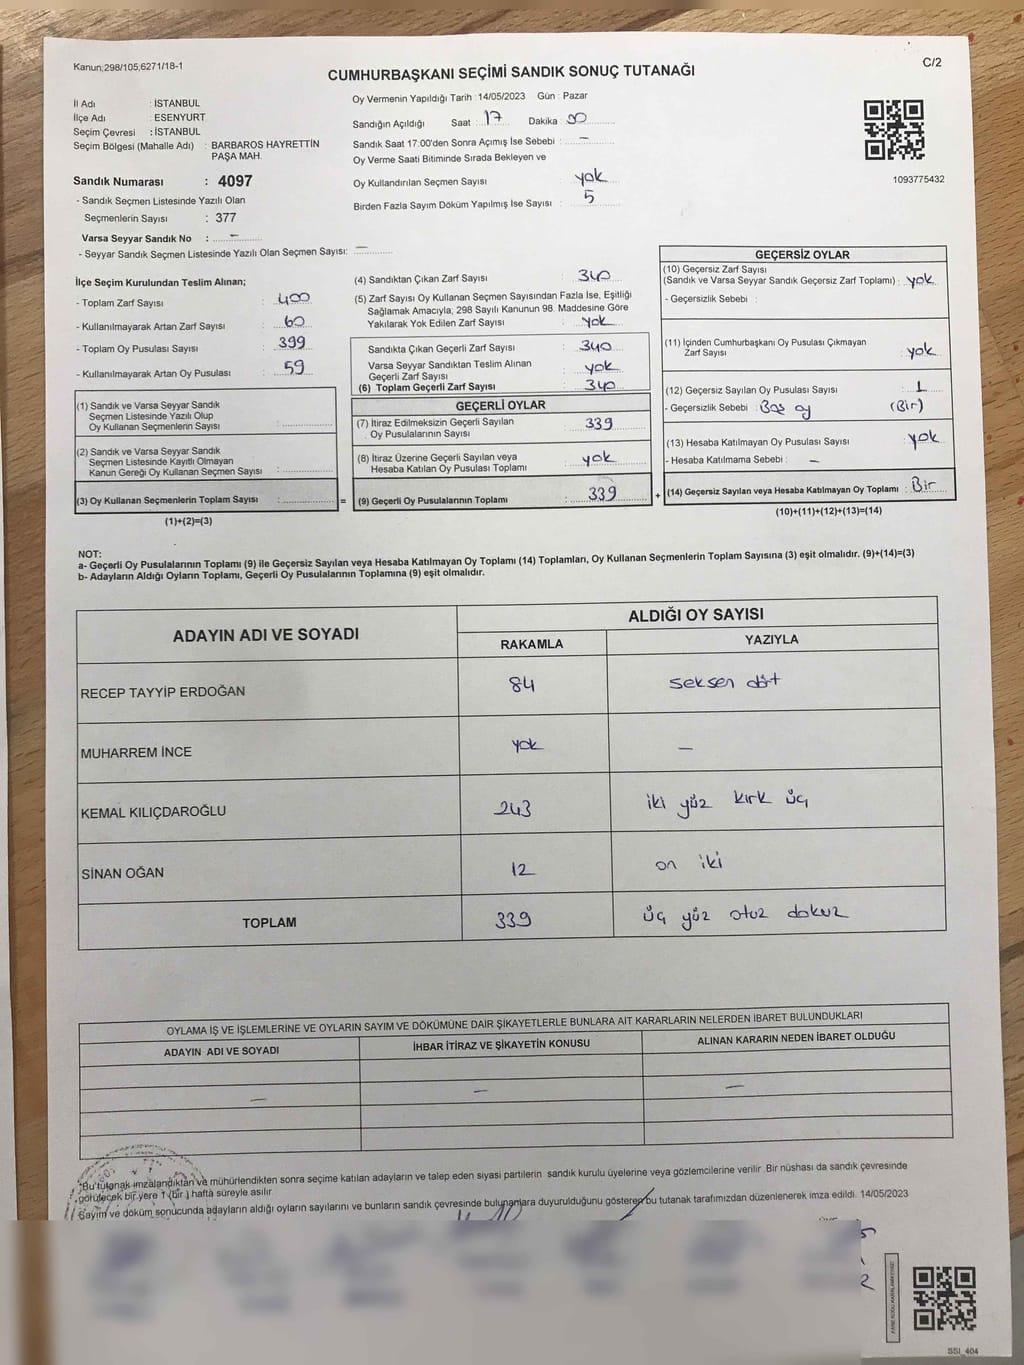 Kanun;298/105,6271/18-1
C/2
CUMHURBAŞKANI SEÇİMİ SANDIK SONUÇ TUTANAĞI
İl Adı : İSTANBUL
İlçe Adı : ESENYURT
Seçim Çevresi : İSTANBUL
Seçim Bölgesi (Mahalle Adı) : BARBAROS HAYRETTİN
PAŞA MAH.
Sandık Numarası : 4097
- Sandık Seçmen Listesinde Yazılı Olan
Seçmenlerin Sayısı : 377
Varsa Seyyar Sandık No : –
- Seyyar Sandık Seçmen Listesinde Yazılı Olan Seçmen Sayısı: –
Oy Vermenin Yapıldığı Tarih : 14/05/2023 Gün : Pazar
Sandığın Açıldığı Saat : 17 Dakika : 00
Sandık Saat 17:00'den Sonra Açımış İse Sebebi : –
Oy Verme Saati Bitiminde Sırada Bekleyen ve
Oy Kullandırılan Seçmen Sayısı : yok
Birden Fazla Sayım Döküm Yapılmış İse Sayısı : 5
1093775432
İlçe Seçim Kurulundan Teslim Alınan;
- Toplam Zarf Sayısı : 400
- Kullanılmayarak Artan Zarf Sayısı : 60
- Toplam Oy Pusulası Sayısı : 399
- Kullanılmayarak Artan Oy Pusulası : 59
(1) Sandık ve Varsa Seyyar Sandık
Seçmen Listesinde Yazılı Olup
Oy Kullanan Seçmenlerin Sayısı :
(2) Sandık ve Varsa Seyyar Sandık
Seçmen Listesinde Kayıtlı Olmayan
Kanun Gereği Oy Kullanan Seçmen Sayısı :
(3) Oy Kullanan Seçmenlerin Toplam Sayısı :
(1)+(2)=(3)
(4) Sandıktan Çıkan Zarf Sayısı : 340
(5) Zarf Sayısı Oy Kullanan Seçmen Sayısından Fazla İse, Eşitliği
Sağlamak Amacıyla, 298 Sayılı Kanunun 98. Maddesine Göre
Yakılarak Yok Edilen Zarf Sayısı : yok
Sandıkta Çıkan Geçerli Zarf Sayısı : 340
Varsa Seyyar Sandıktan Teslim Alınan
Geçerli Zarf Sayısı : yok
(6) Toplam Geçerli Zarf Sayısı : 340
GEÇERLİ OYLAR
(7) İtiraz Edilmeksizin Geçerli Sayılan
Oy Pusulalarının Sayısı : 339
(8) İtiraz Üzerine Geçerli Sayılan veya
Hesaba Katılan Oy Pusulası Toplamı : yok
= (9) Geçerli Oy Pusulalarının Toplamı : 339
GEÇERSİZ OYLAR
(10) Geçersiz Zarf Sayısı
(Sandık ve Varsa Seyyar Sandık Geçersiz Zarf Toplamı) : yok
- Geçersizlik Sebebi :
(11) İçinden Cumhurbaşkanı Oy Pusulası Çıkmayan
Zarf Sayısı : yok
(12) Geçersiz Sayılan Oy Pusulası Sayısı : 1
- Geçersizlik Sebebi : Boş oy (Bir)
(13) Hesaba Katılmayan Oy Pusulası Sayısı : yok
- Hesaba Katılmama Sebebi : –
+ (14) Geçersiz Sayılan veya Hesaba Katılmayan Oy Toplamı : Bir
(10)+(11)+(12)+(13)=(14)
NOT:
a- Geçerli Oy Pusulalarının Toplamı (9) ile Geçersiz Sayılan veya Hesaba Katılmayan Oy Toplamı (14) Toplamları, Oy Kullanan Seçmenlerin Toplam Sayısına (3) eşit olmalıdır. (9)+(14)=(3)
b- Adayların Aldığı Oyların Toplamı, Geçerli Oy Pusulalarının Toplamına (9) eşit olmalıdır.
ADAYIN ADI VE SOYADI
ALDIĞI OY SAYISI
RAKAMLA YAZIYLA
RECEP TAYYİP ERDOĞAN 84 seksen dört
MUHARREM İNCE yok –
KEMAL KILIÇDAROĞLU 243 iki yüz kırk üç
SİNAN OĞAN 12 on iki
TOPLAM 339 üç yüz otuz dokuz
OYLAMA İŞ VE İŞLEMLERİNE VE OYLARIN SAYIM VE DÖKÜMÜNE DAİR ŞİKAYETLERLE BUNLARA AİT KARARLARIN NELERDEN İBARET BULUNDUKLARI
ADAYIN ADI VE SOYADI İHBAR İTİRAZ VE ŞİKAYETİN KONUSU ALINAN KARARIN NEDEN İBARET OLDUĞU
– – –
*Bu tutanak imzalandıktan ve mühürlendikten sonra seçime katılan adayların ve talep eden siyasi partilerin sandık kurulu üyelerine veya gözlemcilerine verilir. Bir nüshası da sandık çevresinde
görülecek bir yere 1 (bir) hafta süreyle asılır.
Sayım ve döküm sonucunda adayların aldığı oyların sayılarını ve bunların sandık çevresinde bulunanlara duyurulduğunu gösteren bu tutanak tarafımızdan düzenlenerek imza edildi. 14/05/2023
SSI_404